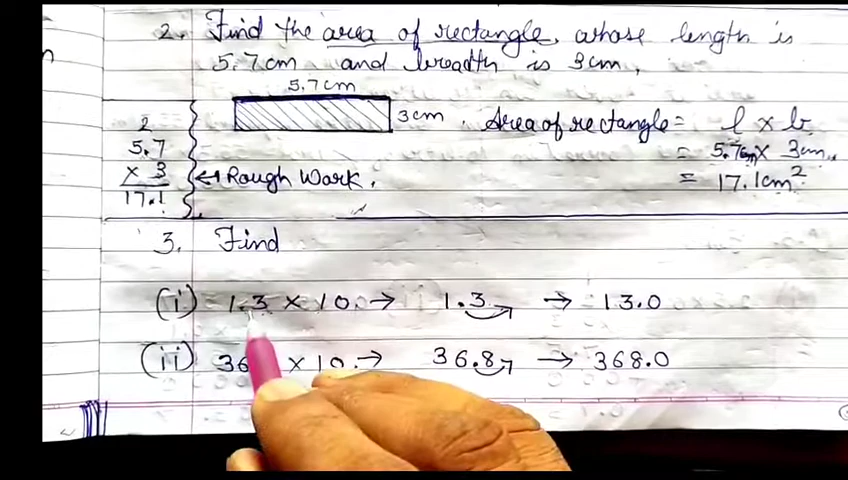 2. Find the area of rectangle, whose length is
5.7cm and breadth is 3cm,
5.7cm
3cm. Area of rectangle = l x b
= 5.7cm x 3cm
= 17.1cm²
2
5.7
x 3
17.1
Rough Work.
3. Find
(i) 1.3 x 10 → 1.3 → 13.0
(ii) 36 x 10 → 36.8 → 368.0